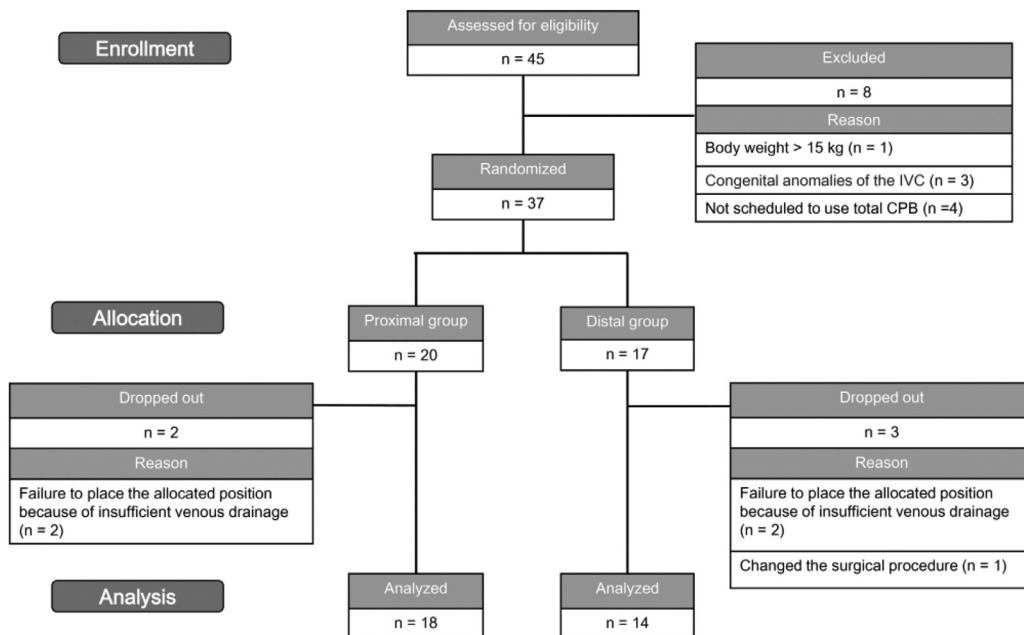 Enrollment
Assessed for eligibility
n = 45
Excluded
n = 8
Reason
Body weight > 15 kg (n = 1)
Congenital anomalies of the IVC (n = 3)
Not scheduled to use total CPB (n =4)
Randomized
n = 37
Allocation
Proximal group
n = 20
Distal group
n = 17
Dropped out
n = 2
Reason
Failure to place the allocated position
because of insufficient venous drainage
(n = 2)
Dropped out
n = 3
Reason
Failure to place the allocated position
because of insufficient venous drainage
(n = 2)
Changed the surgical procedure (n = 1)
Analysis
Analyzed
n = 18
Analyzed
n = 14